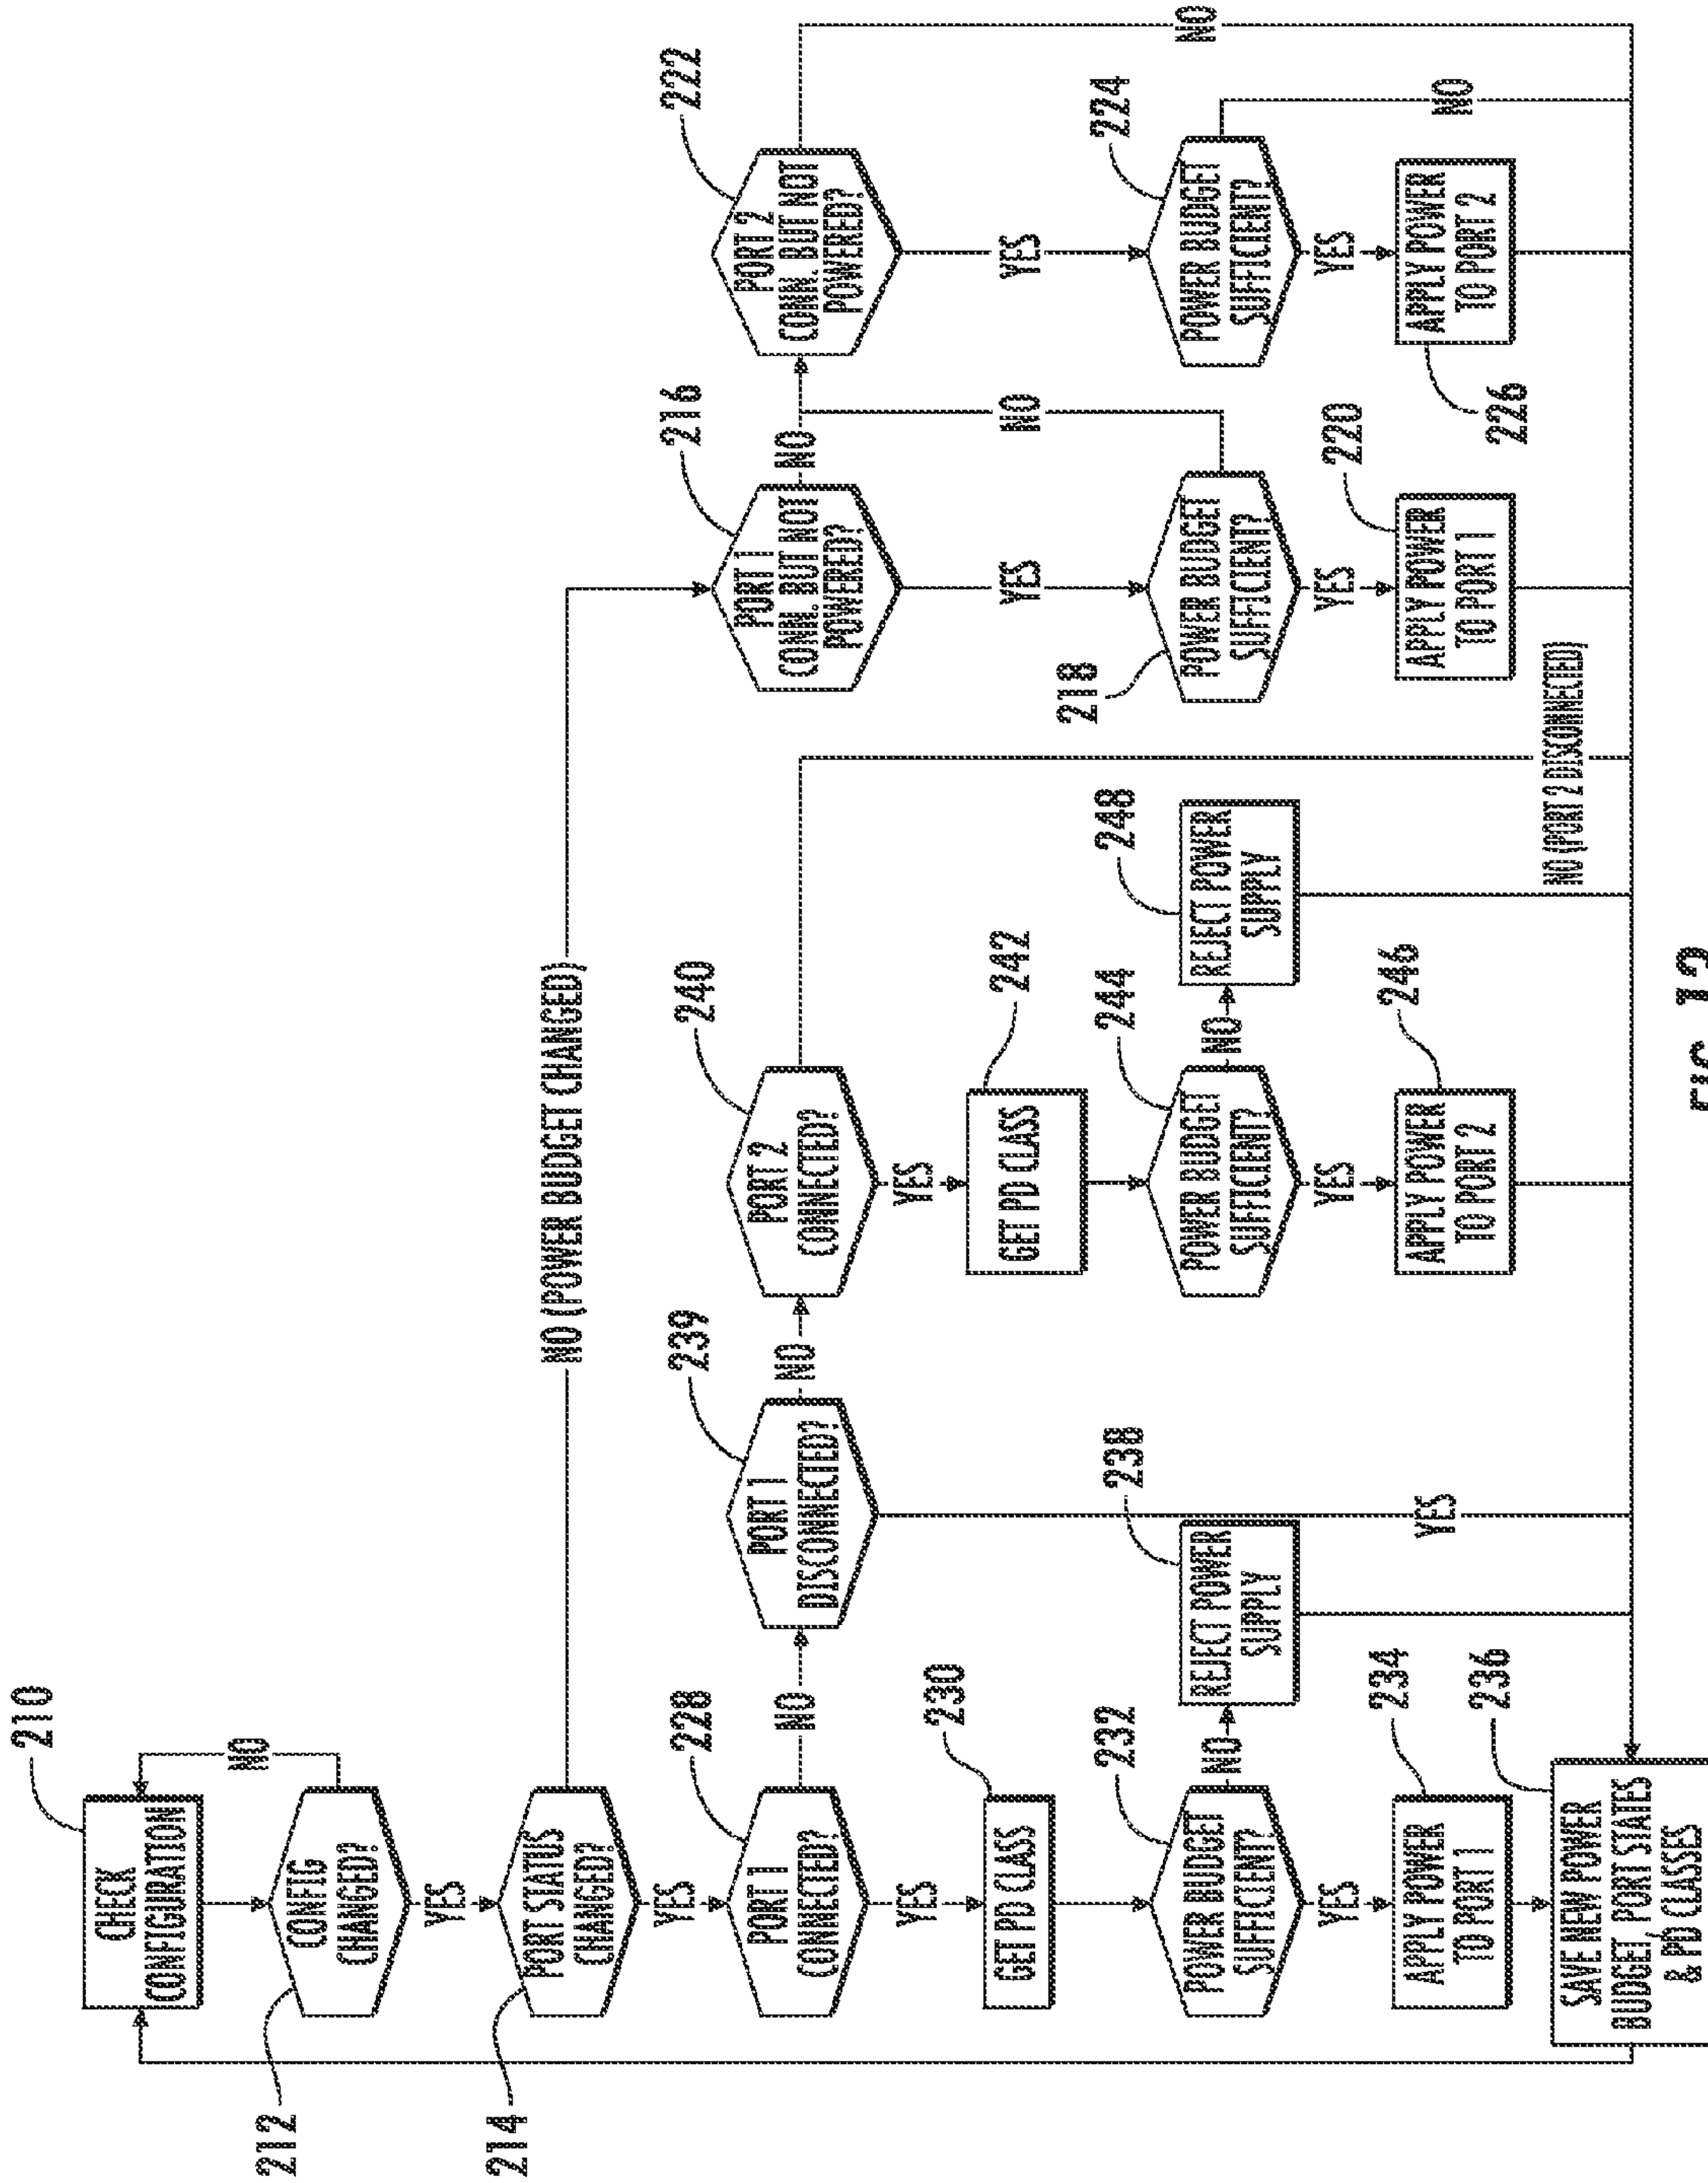 210
CHECK
CONFIGURATION
NO
212
CONFIG
CHANGED?
YES
214
PORT STATUS
CHANGED?
NO (POWER BUDGET CHANGED)
YES
228
PORT 1
CONNECTED?
NO
YES
230
GET PD CLASS
232
POWER BUDGET
SUFFICIENT?
NO
238
REJECT POWER
SUPPLY
YES
234
APPLY POWER
TO PORT 1
236
SAVE NEW POWER
BUDGET, PORT STATES
& PD CLASSES
239
PORT 1
DISCONNECTED?
NO
YES
240
PORT 2
CONNECTED?
YES
NO (PORT 2 DISCONNECTED)
242
GET PD CLASS
244
POWER BUDGET
SUFFICIENT?
NO
248
REJECT POWER
SUPPLY
YES
246
APPLY POWER
TO PORT 2
216
PORT 1
CONN. BUT NOT
POWERED?
NO
YES
218
POWER BUDGET
SUFFICIENT?
NO
YES
220
APPLY POWER
TO PORT 1
222
PORT 2
CONN. BUT NOT
POWERED?
NO
YES
224
POWER BUDGET
SUFFICIENT?
NO
YES
226
APPLY POWER
TO PORT 2